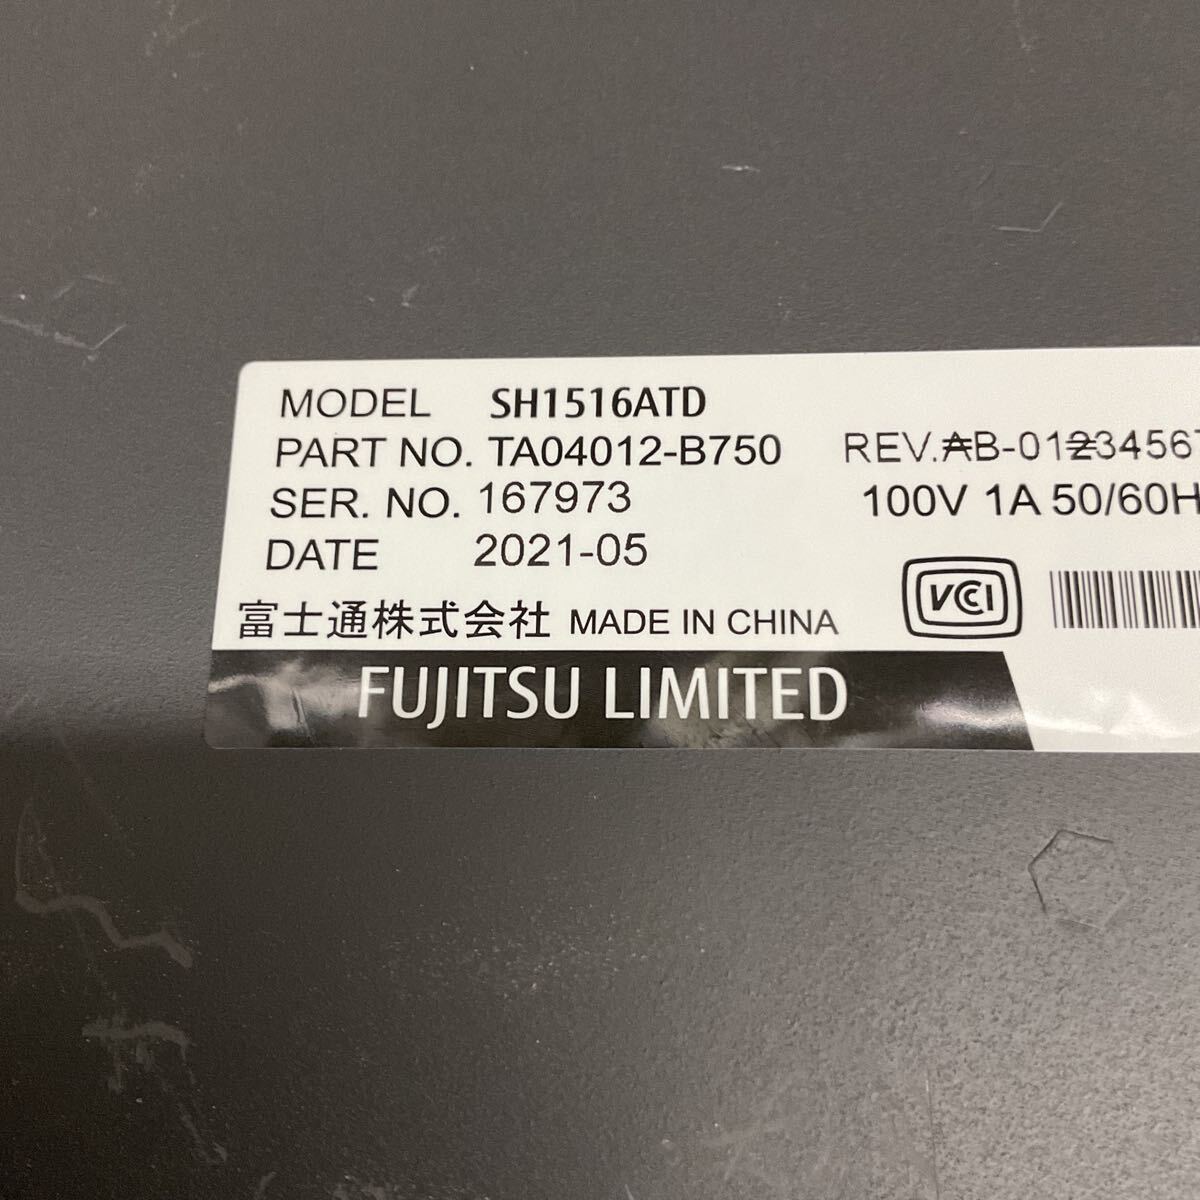 MODEL SH1516ATD
PART NO. TA04012-B750 REV.AB-01234567
SER. NO. 167973 100V 1A 50/60H
DATE 2021-05
富士通株式会社 MADE IN CHINA VCCI
FUJITSU LIMITED